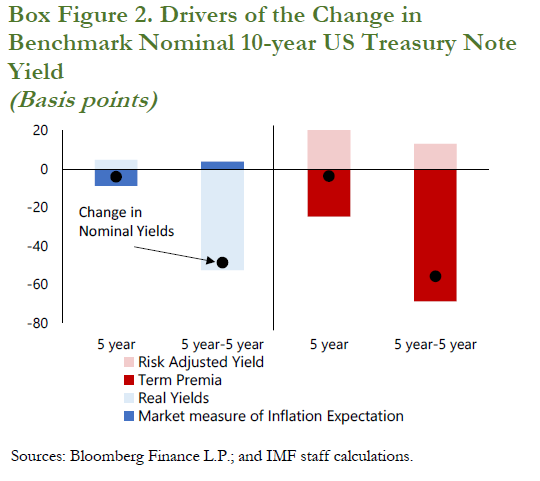 Box Figure 2. Drivers of the Change in
Benchmark Nominal 10-year US Treasury Note
Yield
(Basis points)
20
0
-20
-40
-60
-80
Change in
Nominal Yields
5 year
5 year-5 year
5 year
5 year-5 year
Risk Adjusted Yield
Term Premia
Real Yields
Market measure of Inflation Expectation
Sources: Bloomberg Finance L.P.; and IMF staff calculations.